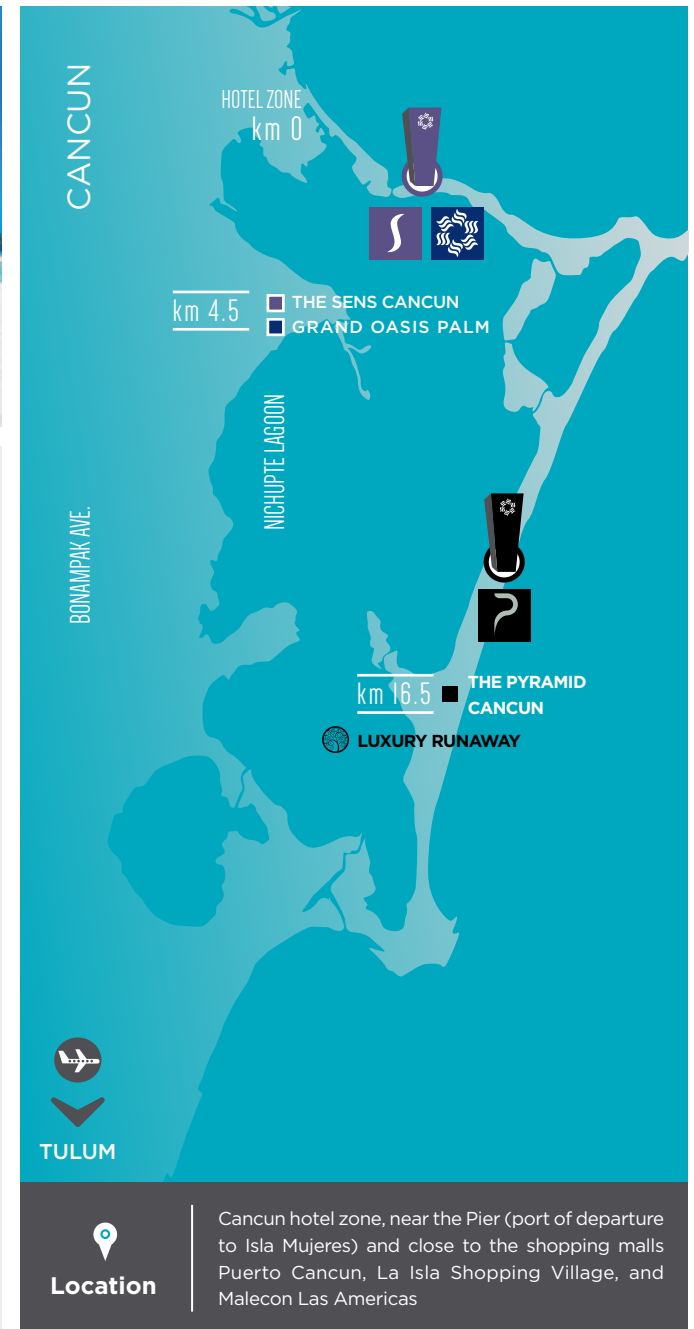 CANCUN
HOTEL ZONE
km 0
km 4.5
THE SENS CANCUN
GRAND OASIS PALM
NICHUPTE LAGOON
BONAMPAK AVE.
km 16.5
THE PYRAMID
CANCUN
LUXURY RUNAWAY
TULUM
Location
Cancun hotel zone, near the Pier (port of departure
to Isla Mujeres) and close to the shopping malls
Puerto Cancun, La Isla Shopping Village, and
Malecon Las Americas